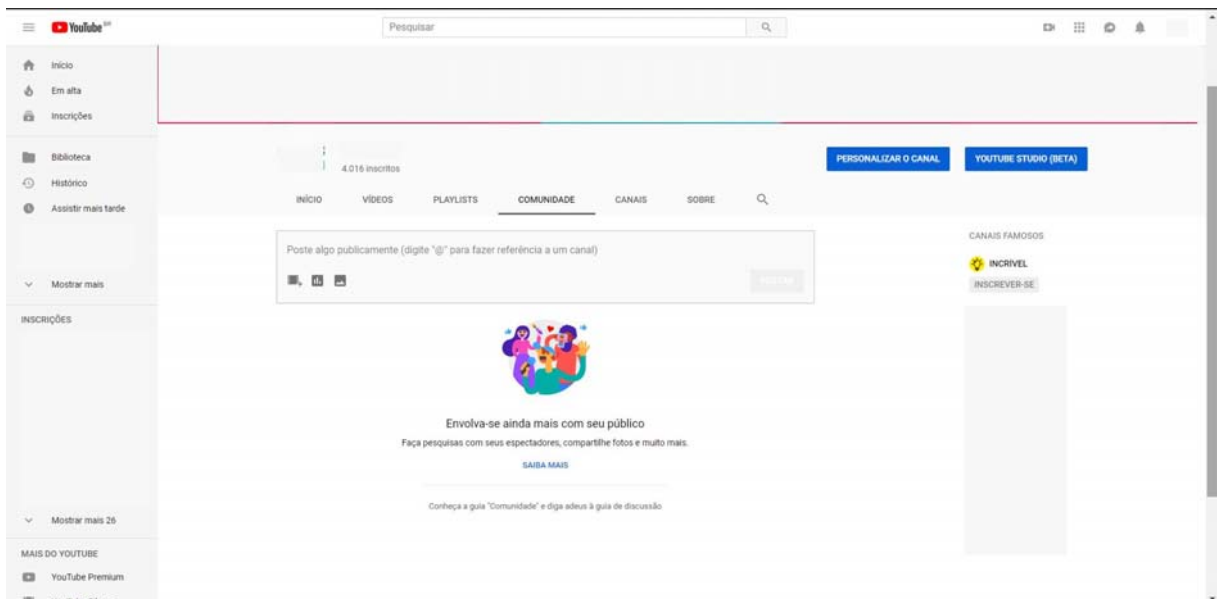 YouTube BR
Pesquisar
Início
Em alta
Inscrições
Biblioteca
Histórico
Assistir mais tarde
Mostrar mais
INSCRIÇÕES
Mostrar mais 26
MAIS DO YOUTUBE
YouTube Premium
4.016 inscritos
PERSONALIZAR O CANAL
YOUTUBE STUDIO (BETA)
INÍCIO
VÍDEOS
PLAYLISTS
COMUNIDADE
CANAIS
SOBRE
Poste algo publicamente (digite "@" para fazer referência a um canal)
POSTAR
Envolva-se ainda mais com seu público
Faça pesquisas com seus espectadores, compartilhe fotos e muito mais.
SAIBA MAIS
Conheça a guia "Comunidade" e diga adeus à guia de discussão
CANAIS FAMOSOS
INCRÍVEL
INSCREVER-SE